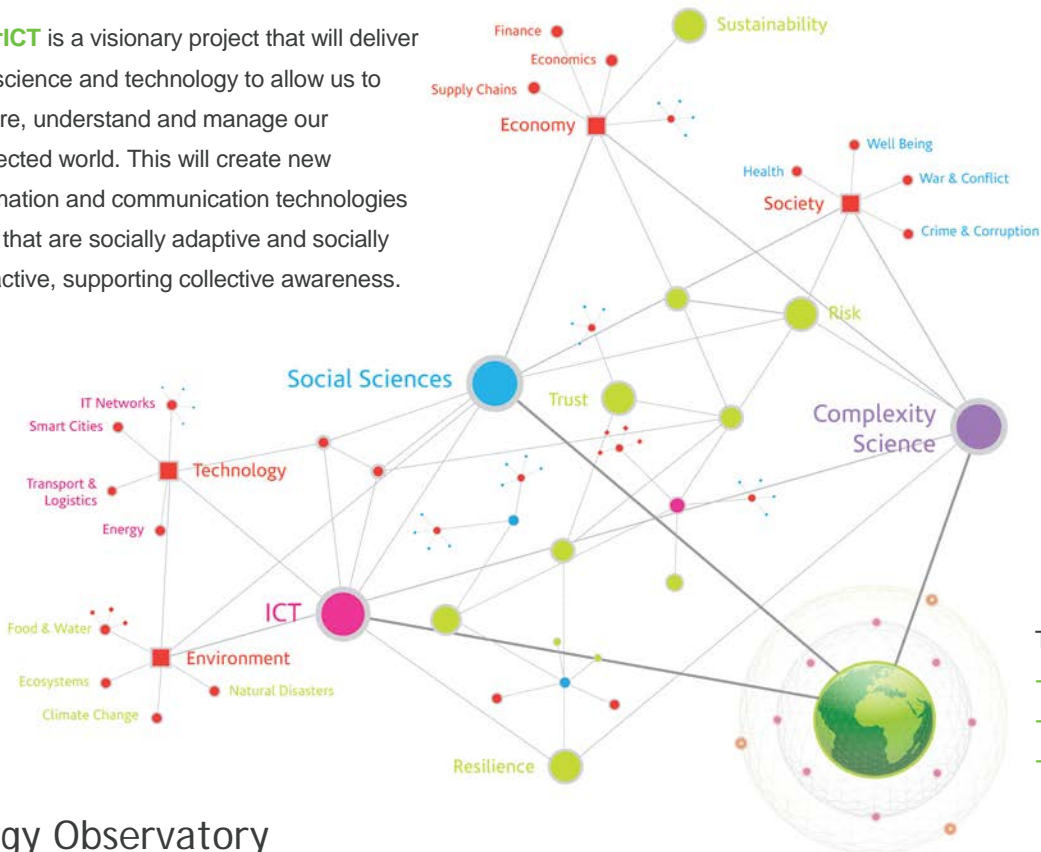 rICT is a visionary project that will deliver
science and technology to allow us to
re, understand and manage our
ected world. This will create new
mation and communication technologies
that are socially adaptive and socially
active, supporting collective awareness.
Sustainability
Finance
Economics
Supply Chains
Economy
Well Being
Health
War & Conflict
Society
Crime & Corruption
Risk
Social Sciences
Trust
Complexity
Science
IT Networks
Smart Cities
Technology
Transport &
Logistics
Energy
ICT
Food & Water
Environment
Ecosystems
Natural Disasters
Climate Change
Resilience
T
-
-
-
gy Observatory